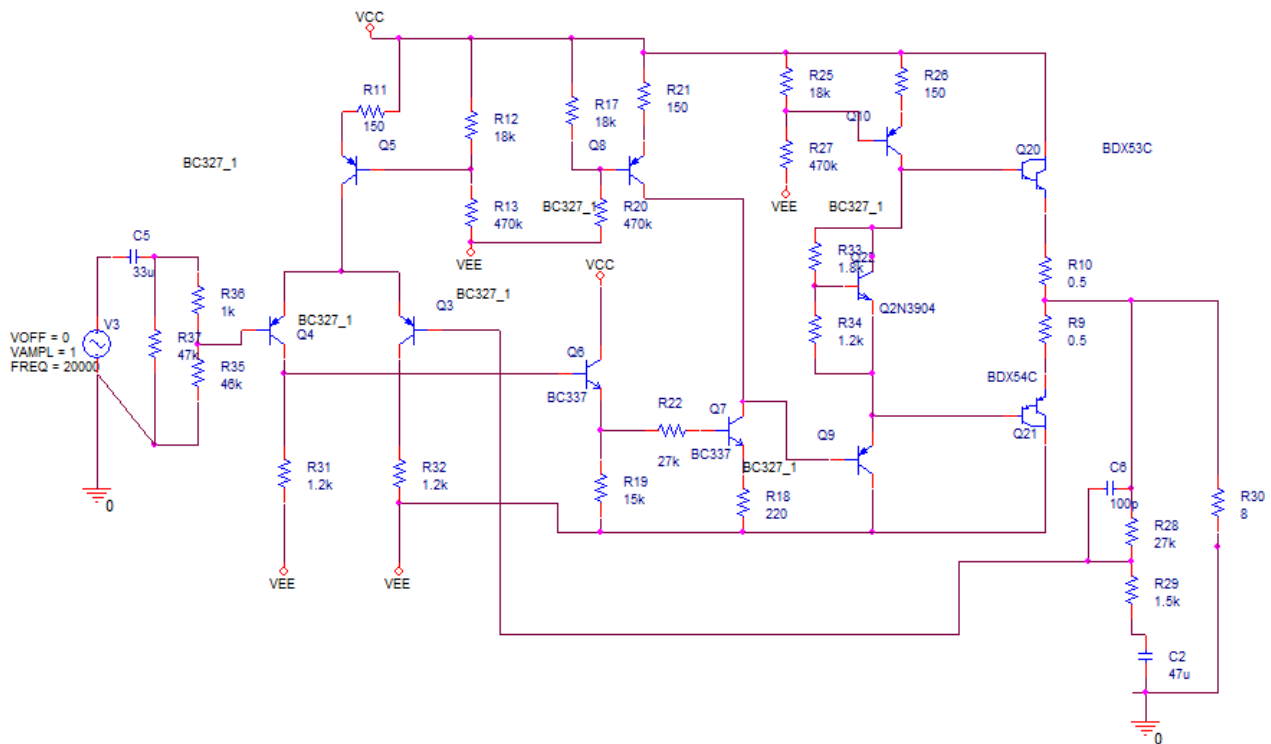 VCC
R11
150
R12
18k
R17
18k
R21
150
R25
18k
R26
150
Q5
BC327_1
Q8
Q10
Q20
BDX53C
R13
470k
BC327_1
R20
470k
R27
470k
VEE
BC327_1
VEE
C5
33u
R33
1.8k
Q22
Q2N3904
R10
0.5
VCC
R36
1k
Q3
BC327_1
BC327_1
Q4
V3
VOFF = 0
VAMPL = 1
FREQ = 20000
R37
47k
R35
46k
R34
1.2k
R9
0.5
Q6
BC337
BDX54C
Q21
R22
27k
Q7
BC337
BC327_1
Q9
R31
1.2k
R32
1.2k
R19
15k
R18
220
C6
100p
R30
8
0
R28
27k
VEE
VEE
R29
1.5k
C2
47u
0